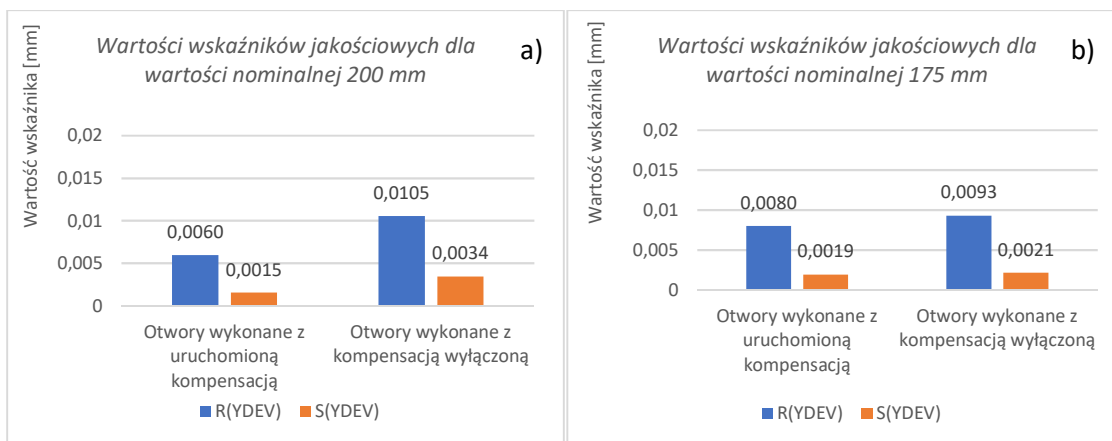 Wartości wskaźników jakościowych dla
wartości nominalnej 200 mm
a)
Wartość wskaźnika [mm]
0,02
0,015
0,01
0,005
0
0,0060
0,0015
0,0105
0,0034
Otwory wykonane z
uruchomioną
kompensacją
Otwory wykonane z
kompensacją wyłączoną
R(YDEV)
S(YDEV)
Wartości wskaźników jakościowych dla
wartości nominalnej 175 mm
b)
Wartość wskaźnika [mm]
0,02
0,015
0,01
0,005
0
0,0080
0,0019
0,0093
0,0021
Otwory wykonane z
uruchomioną
kompensacją
Otwory wykonane z
kompensacją wyłączoną
R(YDEV)
S(YDEV)